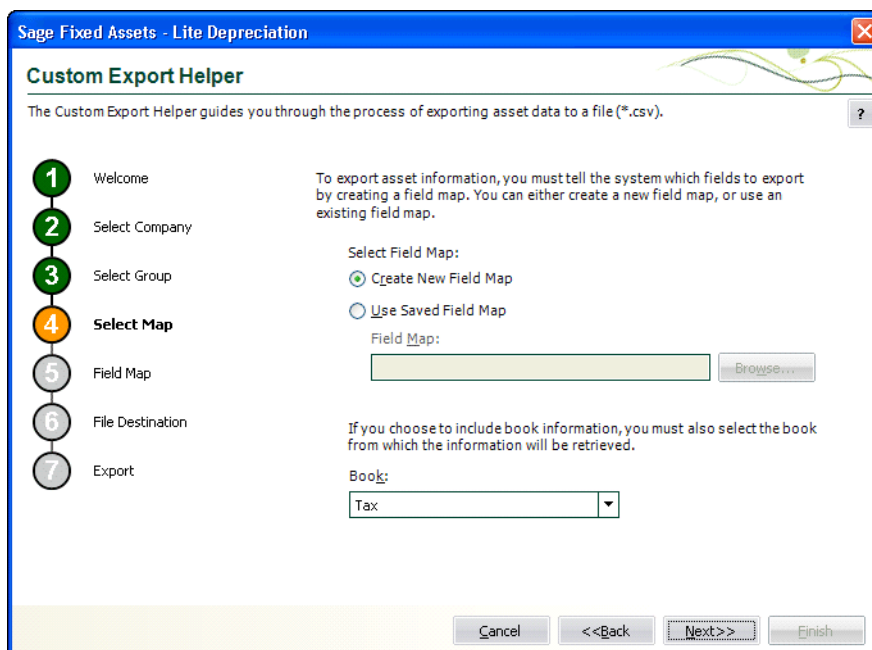 Sage Fixed Assets - Lite Depreciation
Custom Export Helper
The Custom Export Helper guides you through the process of exporting asset data to a file (*.csv).
?
1 Welcome
2 Select Company
3 Select Group
4 Select Map
5 Field Map
6 File Destination
7 Export
To export asset information, you must tell the system which fields to export
by creating a field map. You can either create a new field map, or use an
existing field map.
Select Field Map:
Create New Field Map
Use Saved Field Map
Field Map:
Browse...
If you choose to include book information, you must also select the book
from which the information will be retrieved.
Book:
Tax
Cancel
<<Back
Next>>
Finish